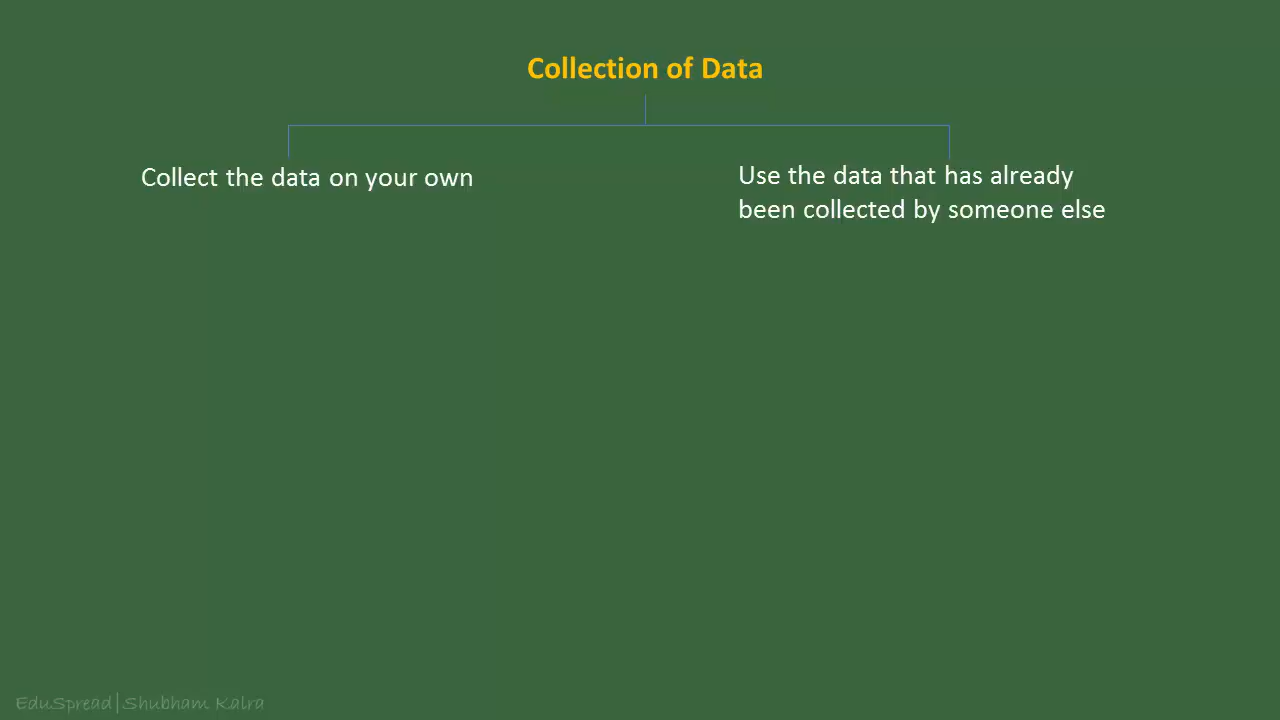 Collection of Data
Collect the data on your own
Use the data that has already
been collected by someone else
EduSpread|Shubham Kalra